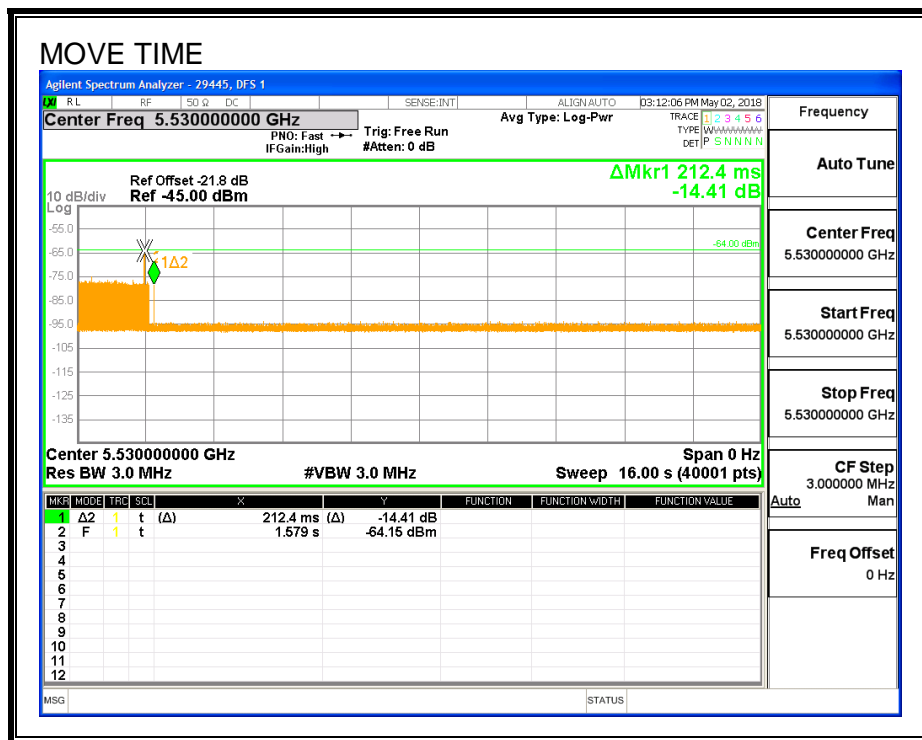 MOVE TIME
Agilent Spectrum Analyzer - 29445, DFS 1
LXI RL RF 50 Ω DC SENSE:INT ALIGN AUTO 03:12:06 PM May 02, 2018
Center Freq 5.530000000 GHz
PNO: Fast
IFGain:High
Trig: Free Run
#Atten: 0 dB
Avg Type: Log-Pwr
TRACE 1 2 3 4 5 6
TYPE WWWWWW
DET P S N N N N
ΔMkr1 212.4 ms
-14.41 dB
Ref Offset -21.8 dB
10 dB/div Ref -45.00 dBm
Log
-55.0
-64.00 dBm
-65.0
1Δ2
-75.0
-85.0
-95.0
-105
-115
-125
-135
Center 5.530000000 GHz Span 0 Hz
Res BW 3.0 MHz #VBW 3.0 MHz Sweep 16.00 s (40001 pts)
MKR MODE TRC SCL X Y FUNCTION FUNCTION WIDTH FUNCTION VALUE
1 Δ2 1 t (Δ) 212.4 ms (Δ) -14.41 dB
2 F 1 t 1.579 s -64.15 dBm
3
4
5
6
7
8
9
10
11
12
MSG STATUS
Frequency
Auto Tune
Center Freq
5.530000000 GHz
Start Freq
5.530000000 GHz
Stop Freq
5.530000000 GHz
CF Step
3.000000 MHz
Auto Man
Freq Offset
0 Hz